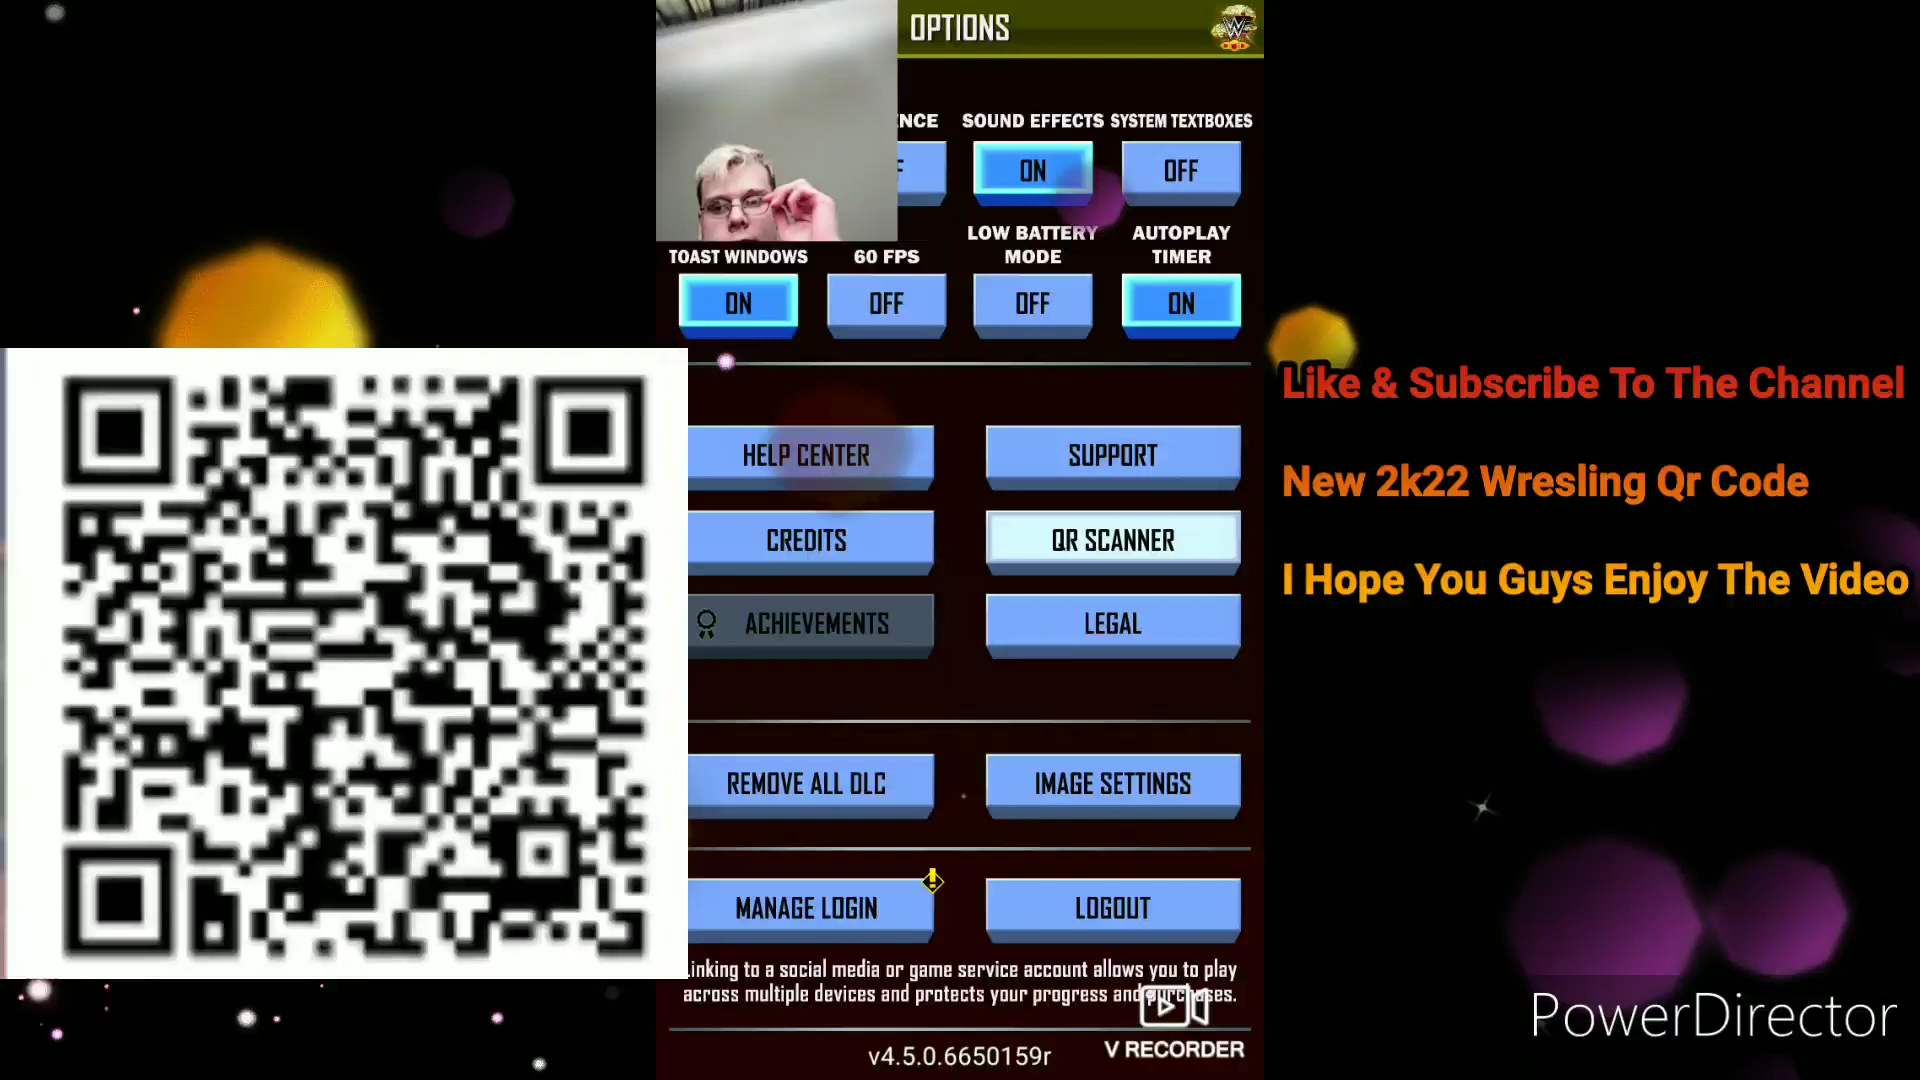 OPTIONS
NCE
SOUND EFFECTS
SYSTEM TEXTBOXES
ON
OFF
TOAST WINDOWS
60 FPS
LOW BATTERY
MODE
AUTOPLAY
TIMER
ON
OFF
OFF
ON
HELP CENTER
SUPPORT
CREDITS
QR SCANNER
ACHIEVEMENTS
LEGAL
REMOVE ALL DLC
IMAGE SETTINGS
MANAGE LOGIN
LOGOUT
inking to a social media or game service account allows you to play
across multiple devices and protects your progress and purchases.
v4.5.0.6650159r
V RECORDER
Like & Subscribe To The Channel
New 2k22 Wresling Qr Code
I Hope You Guys Enjoy The Video
PowerDirector